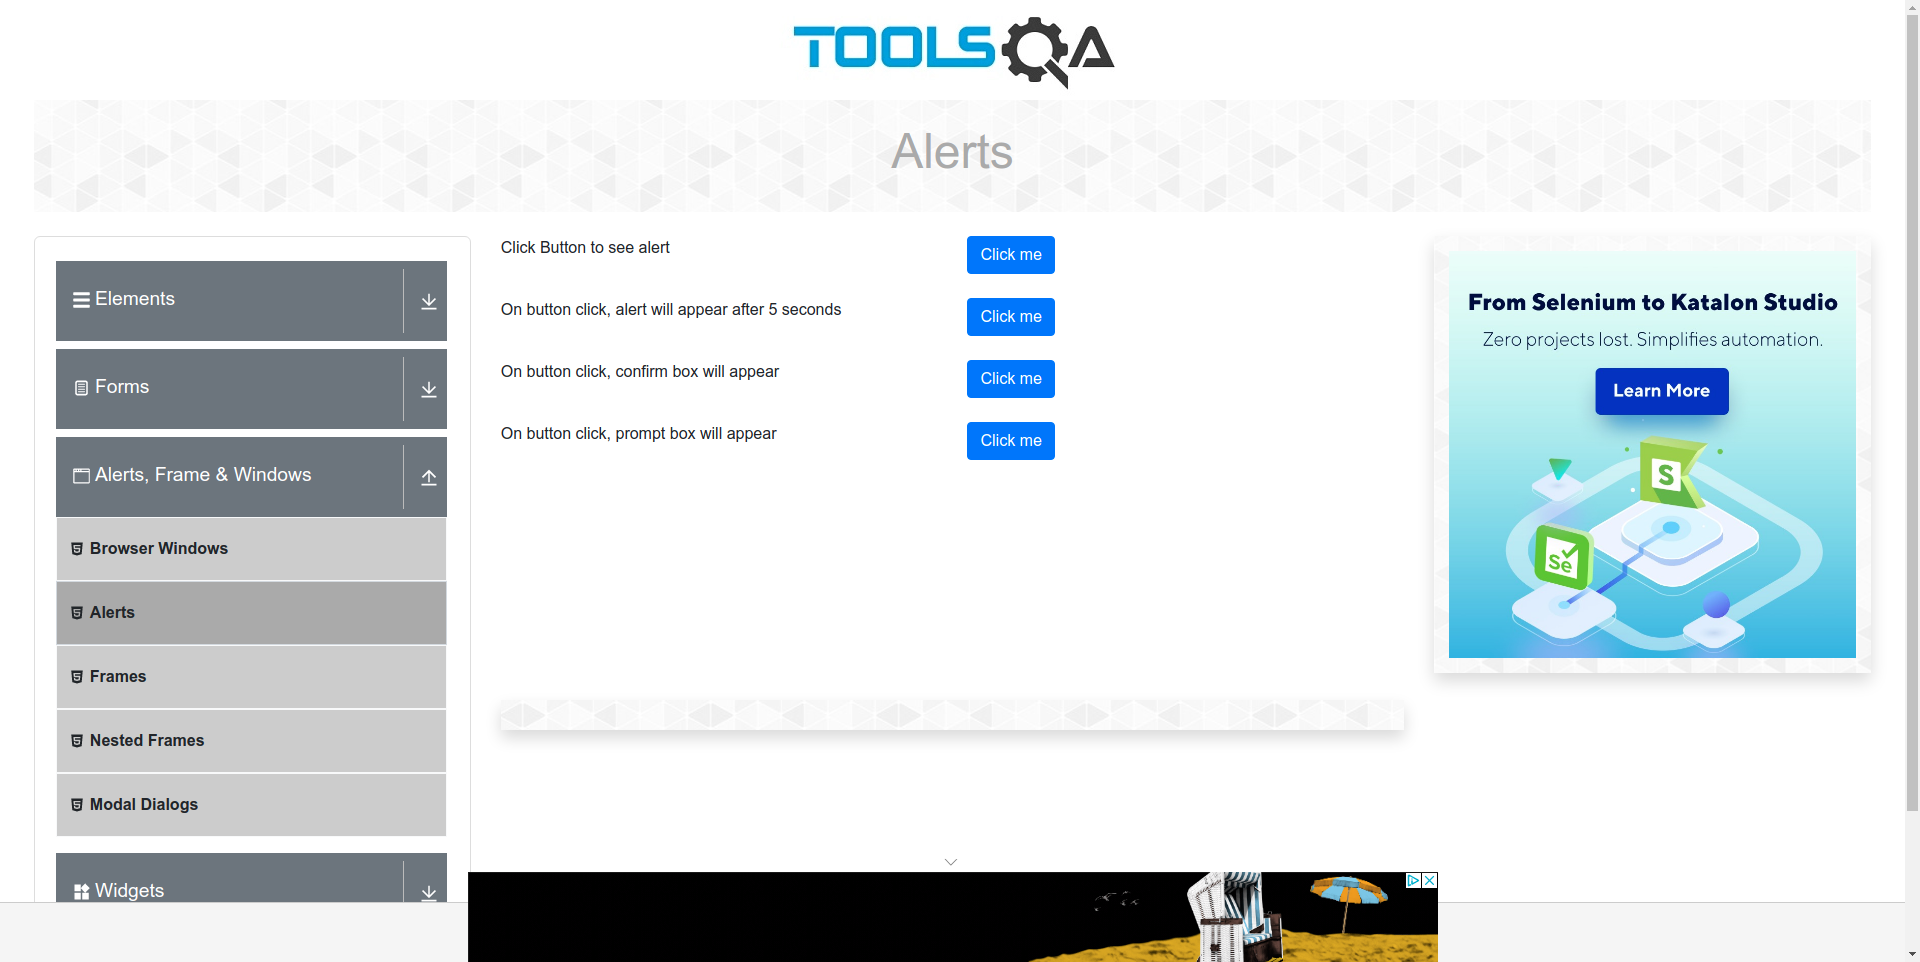 TOOLSQA
Alerts
Elements
Forms
Alerts, Frame & Windows
Browser Windows
Alerts
Frames
Nested Frames
Modal Dialogs
Widgets
Click Button to see alert
Click me
On button click, alert will appear after 5 seconds
Click me
On button click, confirm box will appear
Click me
On button click, prompt box will appear
Click me
From Selenium to Katalon Studio
Zero projects lost. Simplifies automation.
Learn More
S
Se